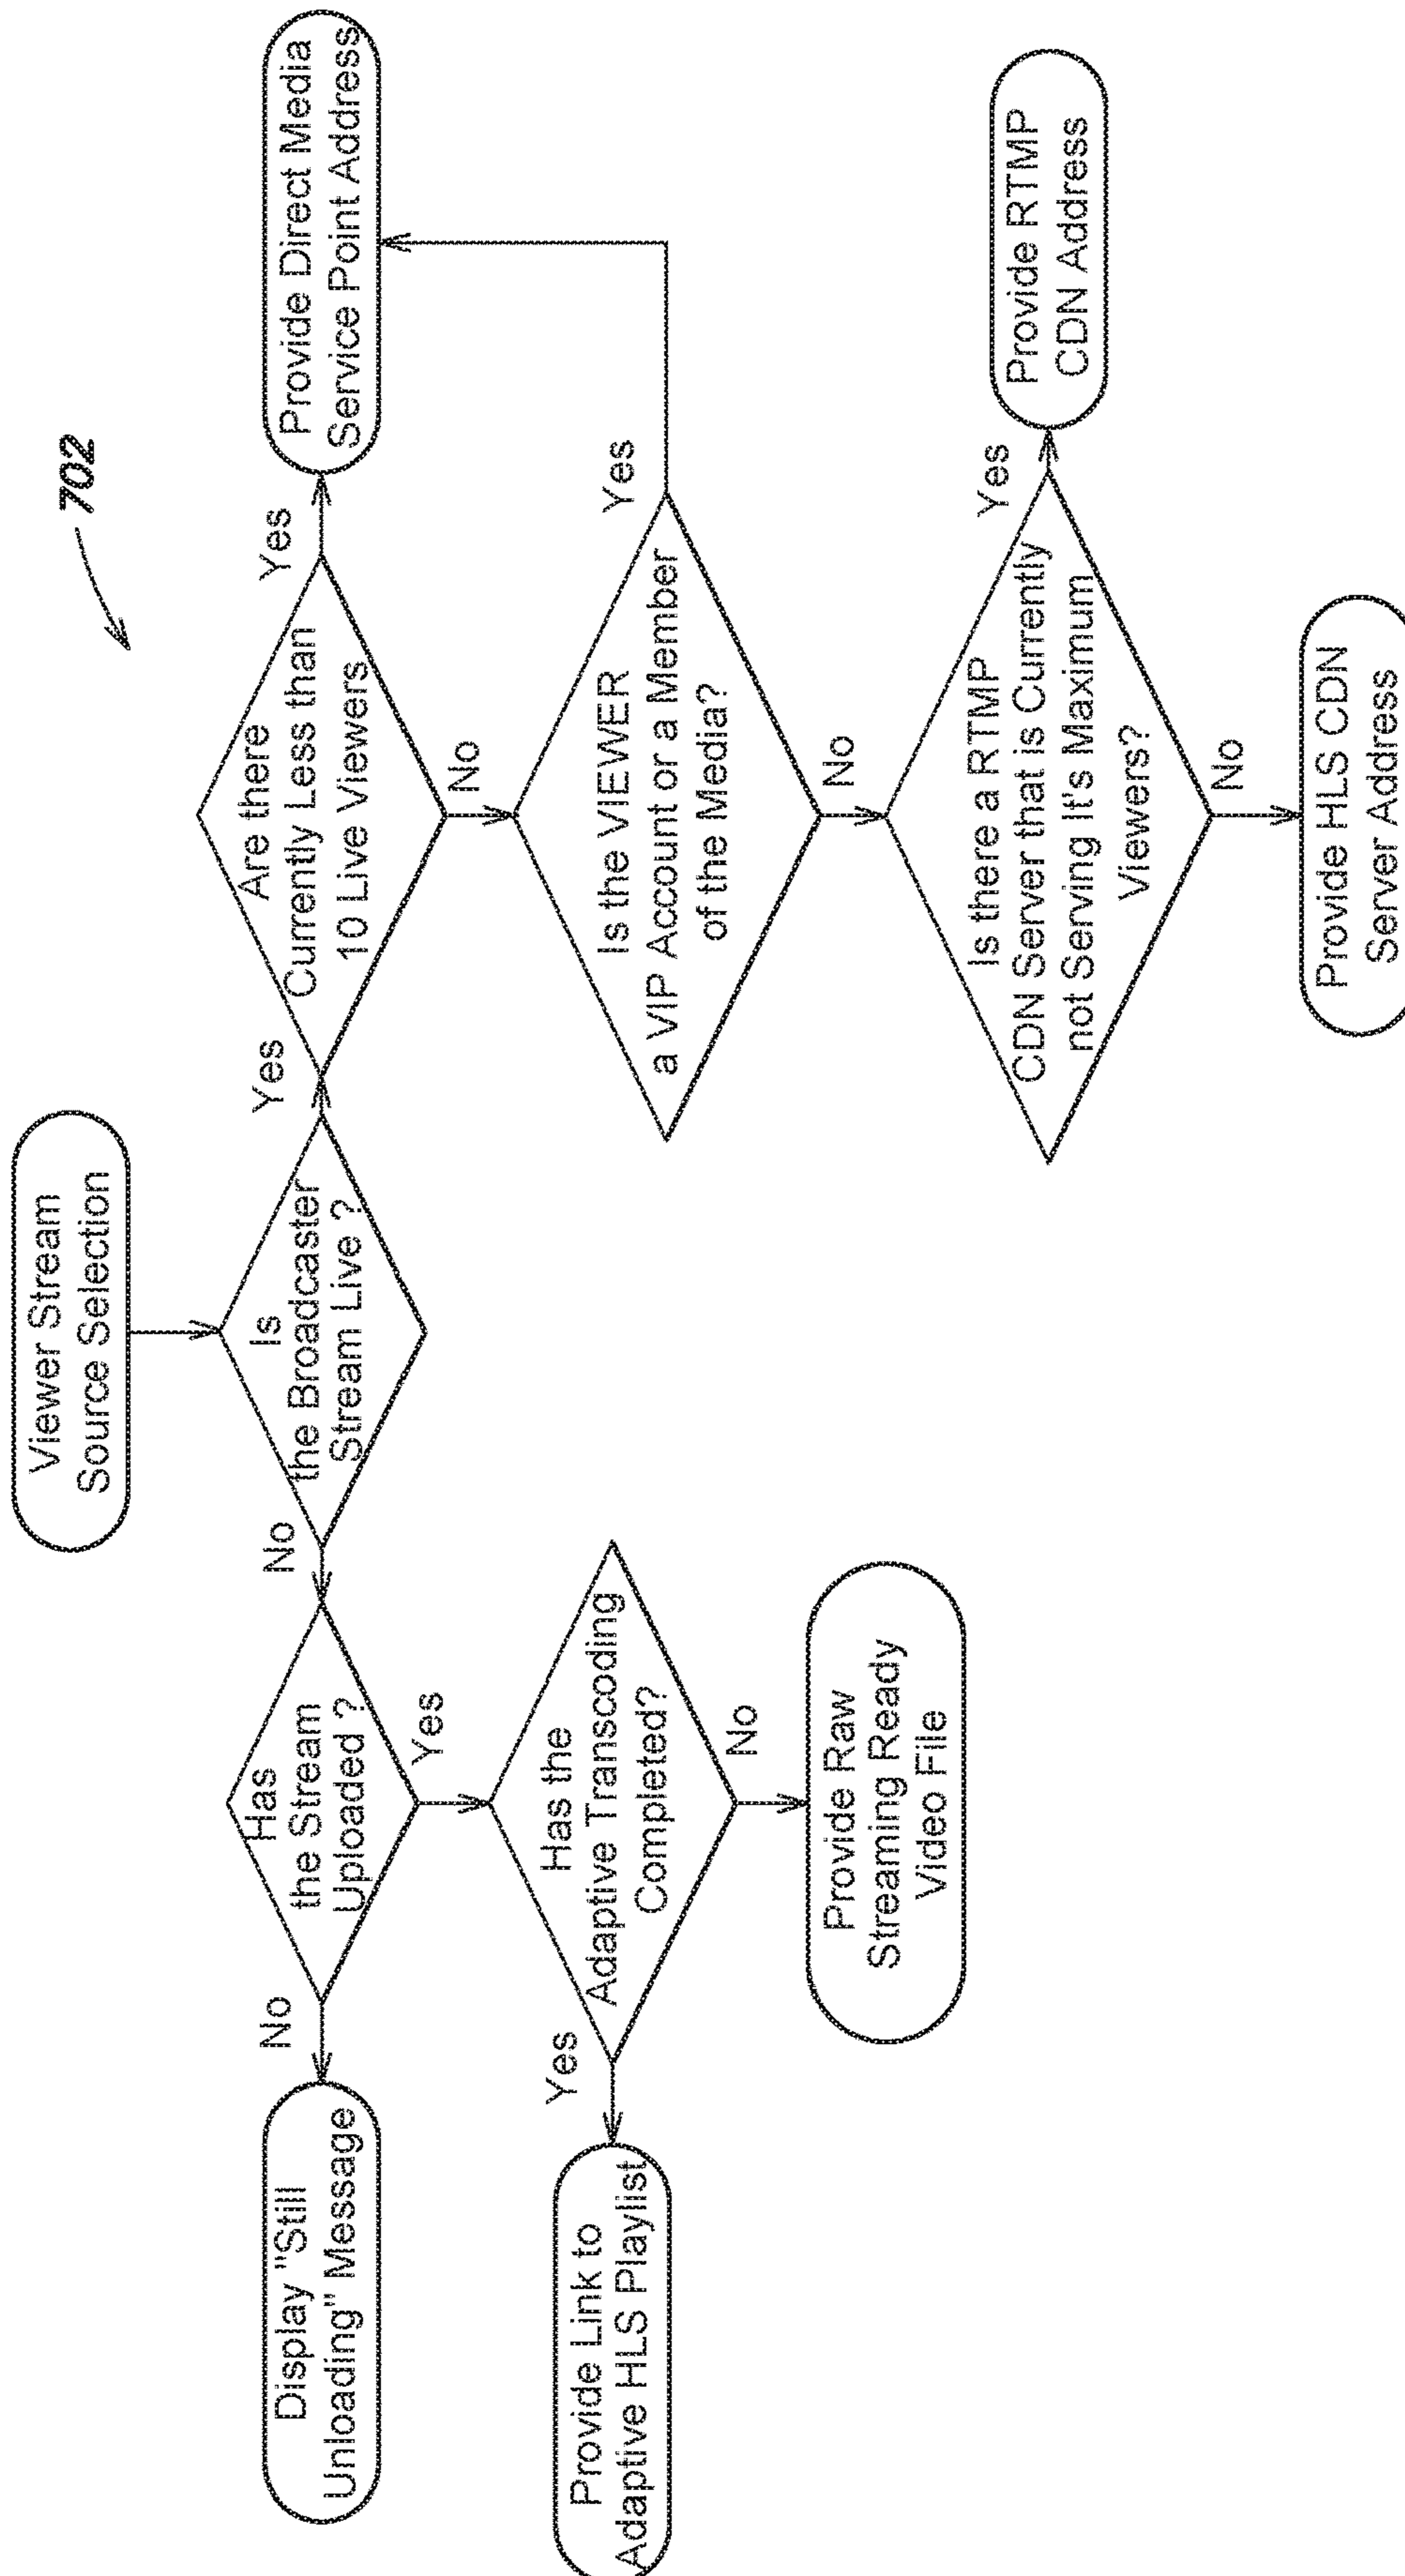 702
Viewer Stream
Source Selection
Is
the Broadcaster
Stream Live ?
No
Yes
Has
the Stream
Uploaded ?
No
Yes
Display "Still
Unloading" Message
Has the
Adaptive Transcoding
Completed?
Yes
No
Provide Link to
Adaptive HLS Playlist
Provide Raw
Streaming Ready
Video File
Are there
Currently Less than
10 Live Viewers
Yes
No
Provide Direct Media
Service Point Address
Is the VIEWER
a VIP Account or a Member
of the Media?
Yes
No
Is there a RTMP
CDN Server that is Currently
not Serving It's Maximum
Viewers?
Yes
No
Provide RTMP
CDN Address
Provide HLS CDN
Server Address